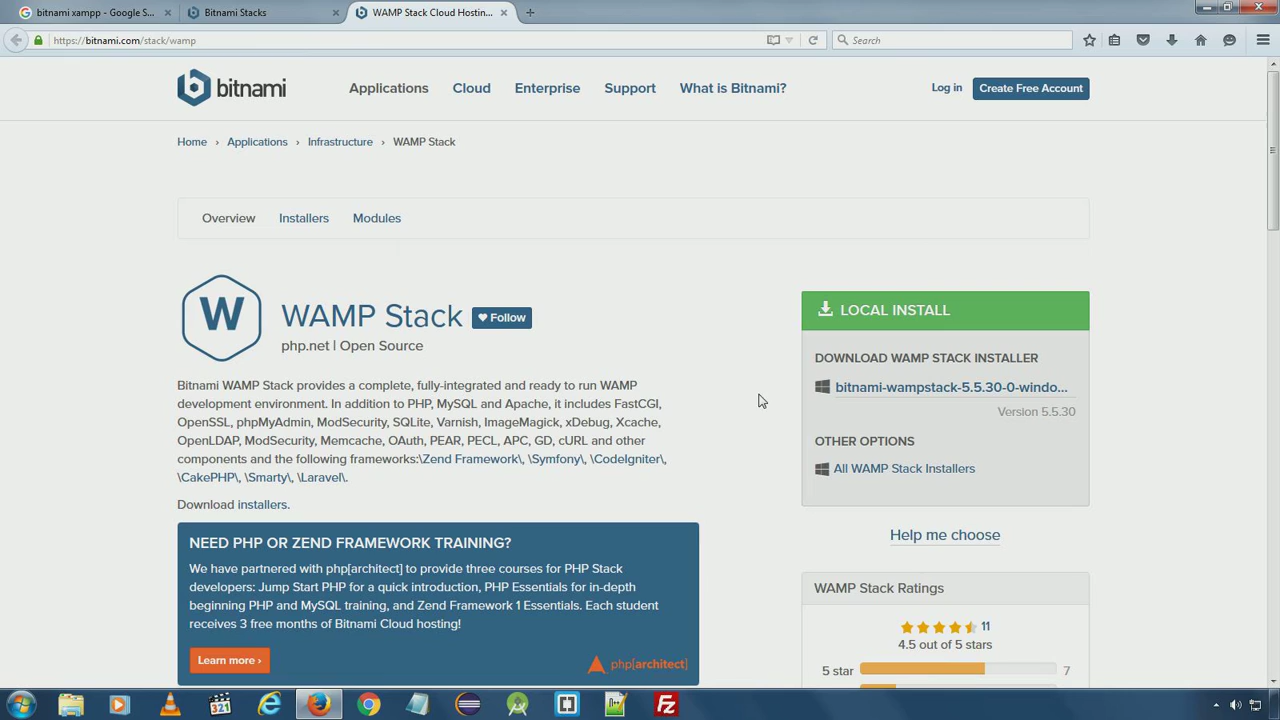 bitnami xampp - Google S...
Bitnami Stacks
WAMP Stack Cloud Hostin...
https://bitnami.com/stack/wamp
Search
bitnami
Applications
Cloud
Enterprise
Support
What is Bitnami?
Log in
Create Free Account
Home › Applications › Infrastructure › WAMP Stack
Overview
Installers
Modules
W
WAMP Stack
Follow
php.net | Open Source
Bitnami WAMP Stack provides a complete, fully-integrated and ready to run WAMP
development environment. In addition to PHP, MySQL and Apache, it includes FastCGI,
OpenSSL, phpMyAdmin, ModSecurity, SQLite, Varnish, ImageMagick, xDebug, Xcache,
OpenLDAP, ModSecurity, Memcache, OAuth, PEAR, PECL, APC, GD, cURL and other
components and the following frameworks:\Zend Framework\, \Symfony\, \CodeIgniter\,
\CakePHP\, \Smarty\, \Laravel\.
Download installers.
NEED PHP OR ZEND FRAMEWORK TRAINING?
We have partnered with php[architect] to provide three courses for PHP Stack
developers: Jump Start PHP for a quick introduction, PHP Essentials for in-depth
beginning PHP and MySQL training, and Zend Framework 1 Essentials. Each student
receives 3 free months of Bitnami Cloud hosting!
Learn more ›
php[architect]
LOCAL INSTALL
DOWNLOAD WAMP STACK INSTALLER
bitnami-wampstack-5.5.30-0-windo...
Version 5.5.30
OTHER OPTIONS
All WAMP Stack Installers
Help me choose
WAMP Stack Ratings
11
4.5 out of 5 stars
5 star
7
321
Fz